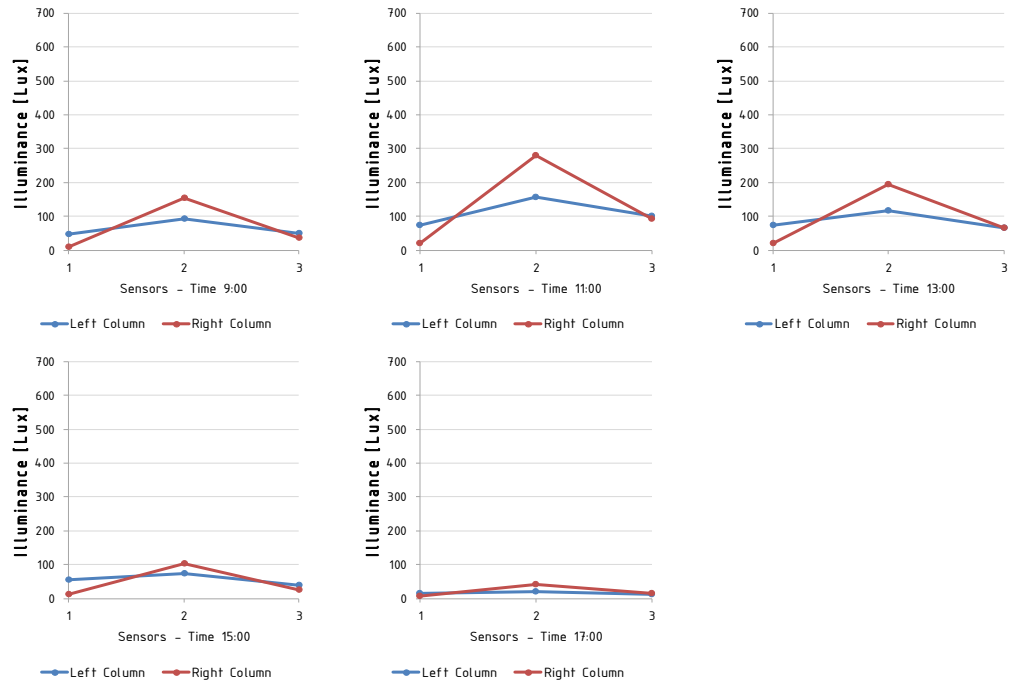 700
600
500
400
300
200
100
0
Illuminance [Lux]
1 2 3
Sensors - Time 9:00
Left Column Right Column
700
600
500
400
300
200
100
0
Illuminance [Lux]
1 2 3
Sensors - Time 11:00
Left Column Right Column
700
600
500
400
300
200
100
0
Illuminance [Lux]
1 2 3
Sensors - Time 13:00
Left Column Right Column
700
600
500
400
300
200
100
0
Illuminance [Lux]
1 2 3
Sensors - Time 15:00
Left Column Right Column
700
600
500
400
300
200
100
0
Illuminance [Lux]
1 2 3
Sensors - Time 17:00
Left Column Right Column